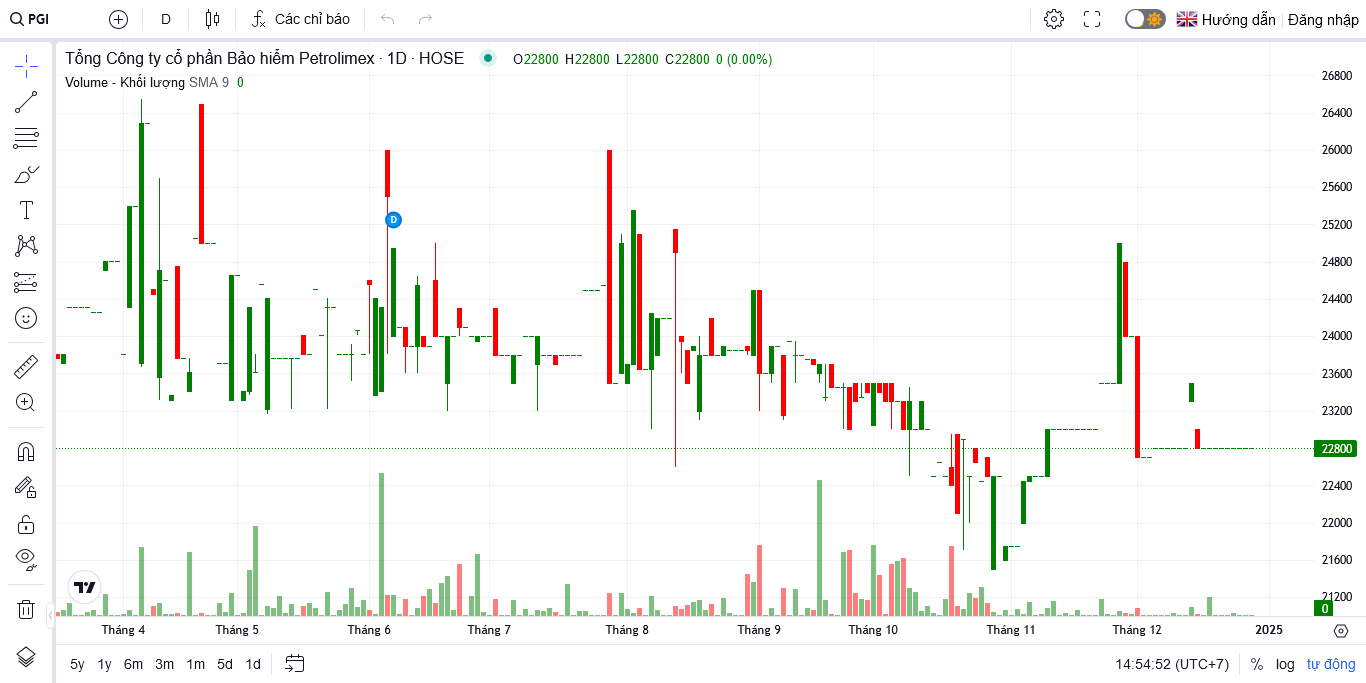 PGI D Các chỉ báo Hướng dẫn Đăng nhập
Tổng Công ty cổ phần Bảo hiểm Petrolimex · 1D · HOSE O22800 H22800 L22800 C22800 0 (0.00%)
Volume - Khối lượng SMA 9 0
26800
26400
26000
25600
D
25200
24800
24400
24000
23600
23200
22800
22400
22000
21600
21200
0
Tháng 4 Tháng 5 Tháng 6 Tháng 7 Tháng 8 Tháng 9 Tháng 10 Tháng 11 Tháng 12 2025
5y 1y 6m 3m 1m 5d 1d 14:54:52 (UTC+7) % log tự động